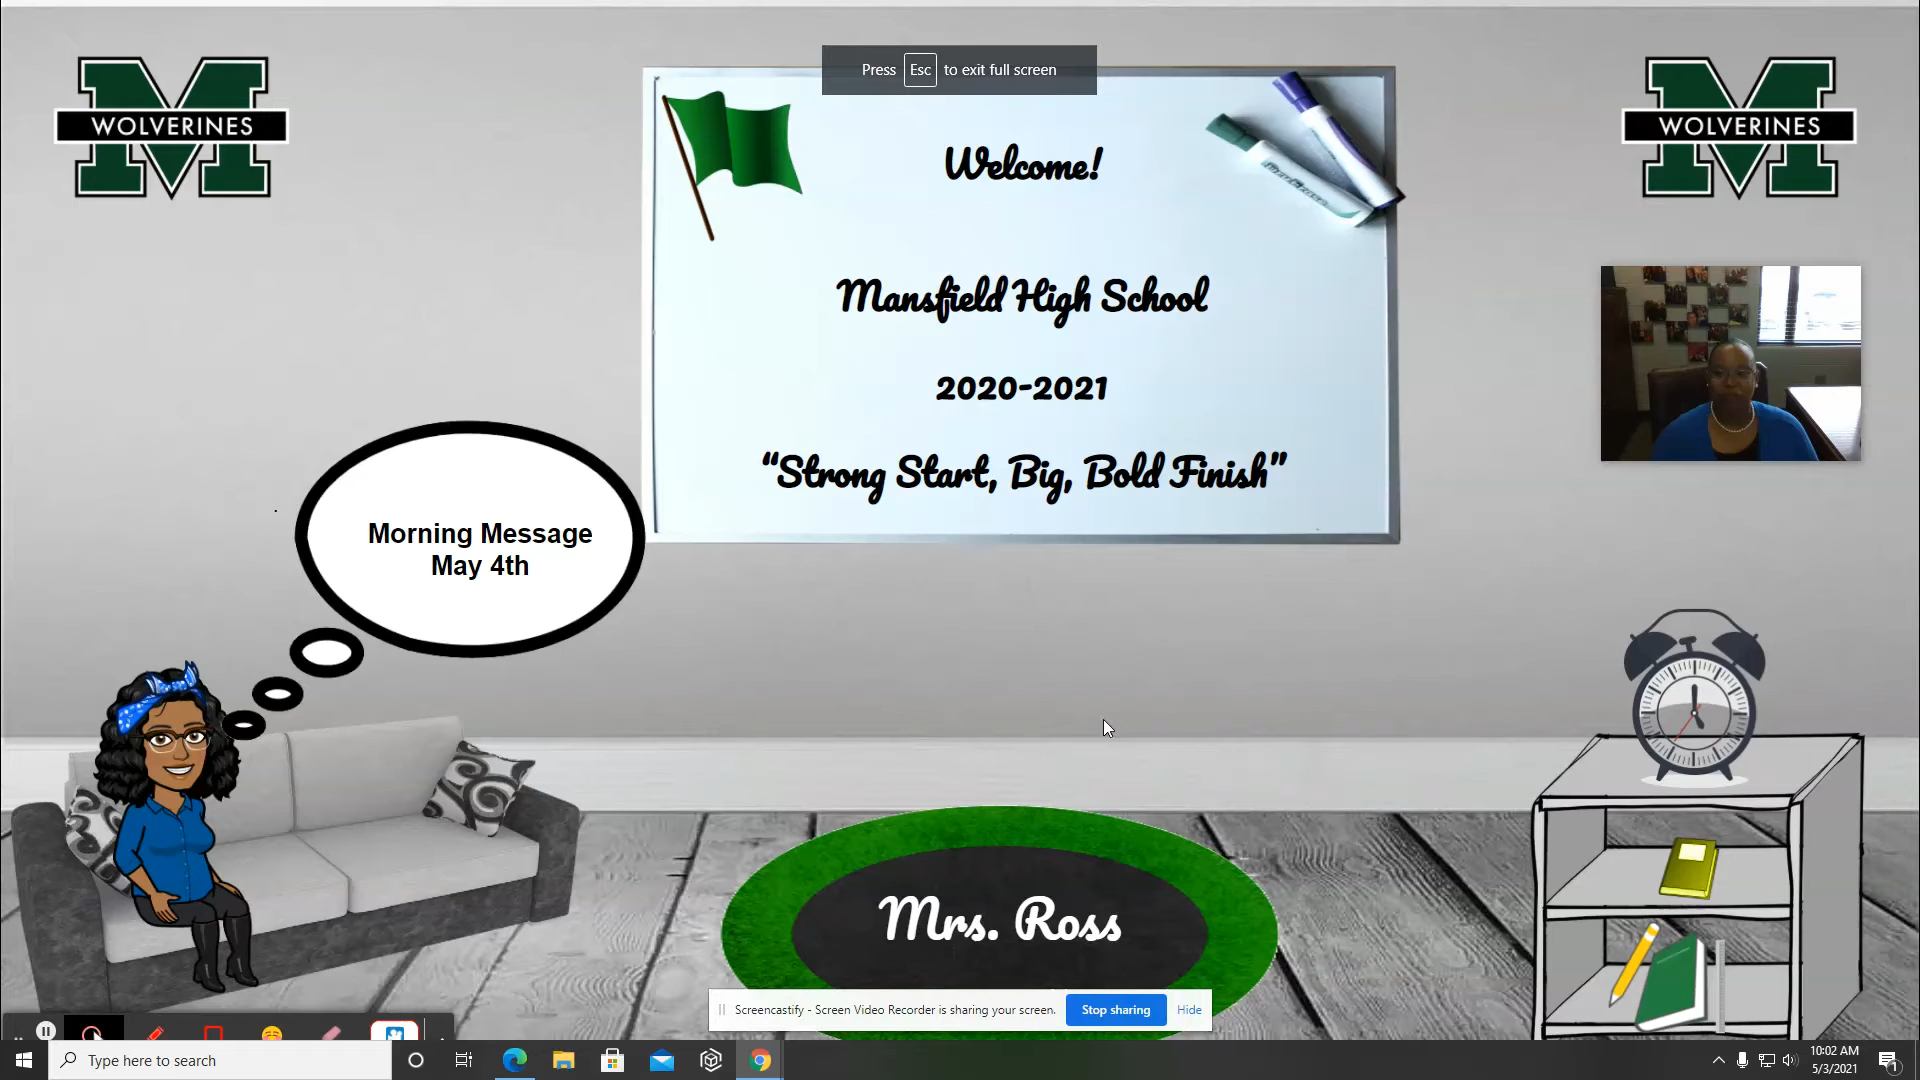 Press Esc to exit full screen
WOLVERINES
WOLVERINES
Welcome!
Mansfield High School
2020-2021
“Strong Start, Big, Bold Finish”
Morning Message
May 4th
Mrs. Ross
Screencastify - Screen Video Recorder is sharing your screen. Stop sharing Hide
Type here to search
10:02 AM
5/3/2021
1